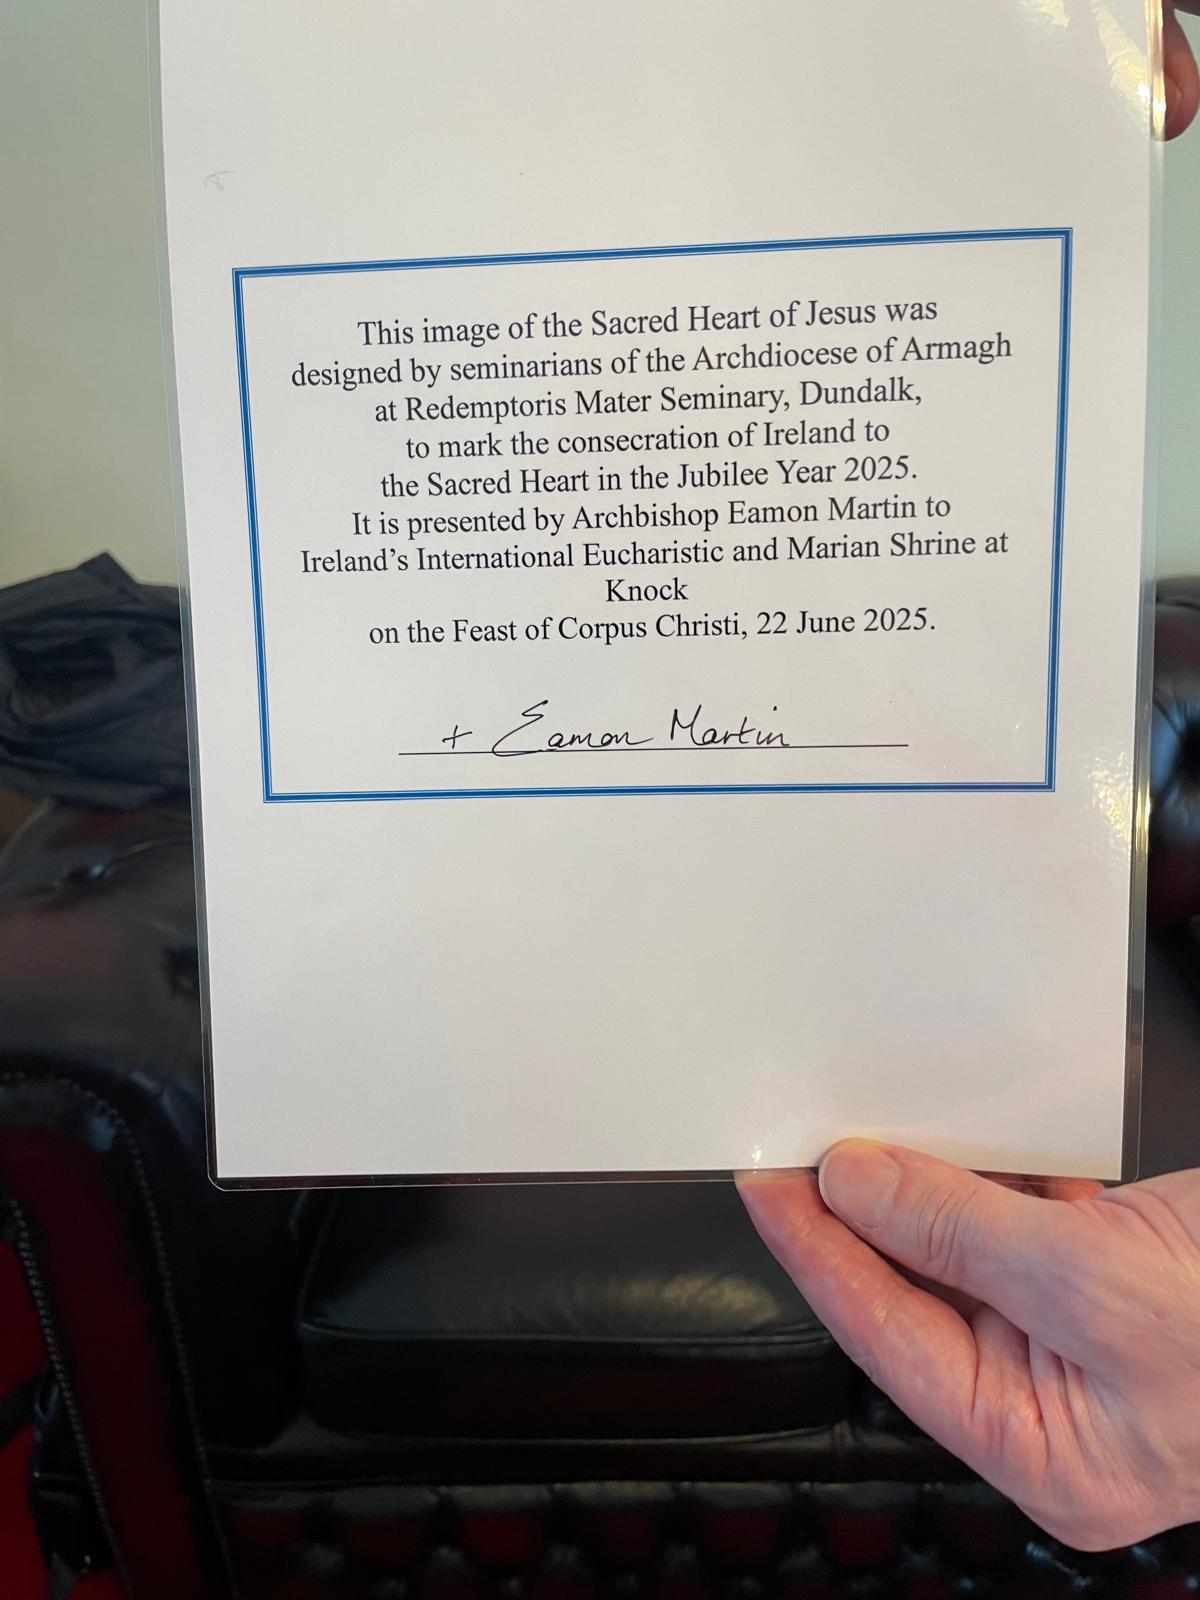 This image of the Sacred Heart of Jesus was
designed by seminarians of the Archdiocese of Armagh
at Redemptoris Mater Seminary, Dundalk,
to mark the consecration of Ireland to
the Sacred Heart in the Jubilee Year 2025.
It is presented by Archbishop Eamon Martin to
Ireland’s International Eucharistic and Marian Shrine at
Knock
on the Feast of Corpus Christi, 22 June 2025.
+ Eamon Martin